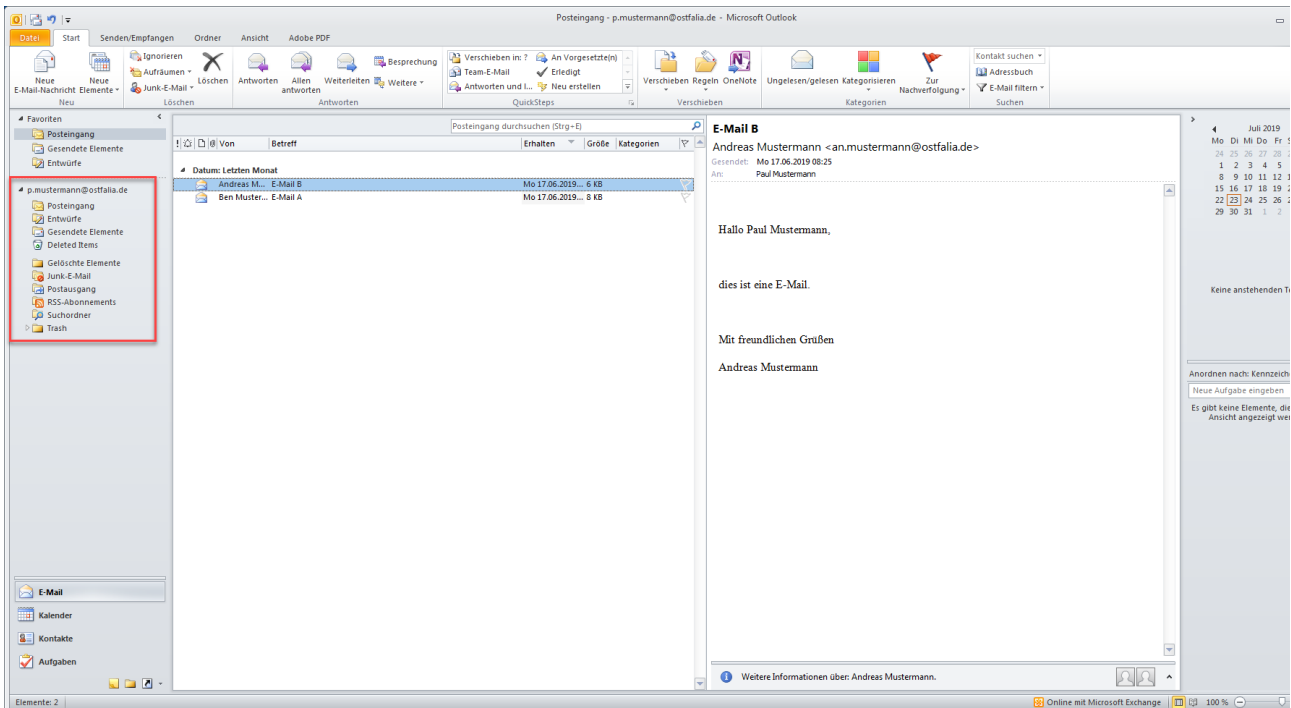 Posteingang - p.mustermann@ostfalia.de - Microsoft Outlook
Datei Start Senden/Empfangen Ordner Ansicht Adobe PDF
Neue E-Mail-Nachricht
Neue Elemente
Neu
Ignorieren
Aufräumen
Junk-E-Mail
Löschen
Löschen
Antworten
Allen antworten
Weiterleiten
Besprechung
Weitere
Antworten
Verschieben in: ?
Team-E-Mail
Antworten und l...
An Vorgesetzte(n)
Erledigt
Neu erstellen
QuickSteps
Verschieben
Regeln
OneNote
Verschieben
Ungelesen/gelesen
Kategorisieren
Zur Nachverfolgung
Kategorien
Kontakt suchen
Adressbuch
E-Mail filtern
Suchen
Favoriten
Posteingang
Gesendete Elemente
Entwürfe
p.mustermann@ostfalia.de
Posteingang
Entwürfe
Gesendete Elemente
Deleted Items
Gelöschte Elemente
Junk-E-Mail
Postausgang
RSS-Abonnements
Suchordner
Trash
E-Mail
Kalender
Kontakte
Aufgaben
Posteingang durchsuchen (Strg+E)
Von Betreff Erhalten Größe Kategorien
Datum: Letzten Monat
Andreas M... E-Mail B Mo 17.06.2019... 6 KB
Ben Muster... E-Mail A Mo 17.06.2019... 8 KB
E-Mail B
Andreas Mustermann <an.mustermann@ostfalia.de>
Gesendet: Mo 17.06.2019 08:25
An: Paul Mustermann
Hallo Paul Mustermann,
dies ist eine E-Mail.
Mit freundlichen Grüßen
Andreas Mustermann
Weitere Informationen über: Andreas Mustermann.
Juli 2019
Mo Di Mi Do Fr S
24 25 26 27 28 2
1 2 3 4 5
8 9 10 11 12 1
15 16 17 18 19 2
22 23 24 25 26 2
29 30 31 1 2
Keine anstehenden Te
Anordnen nach: Kennzeich
Neue Aufgabe eingeben
Es gibt keine Elemente, die
Ansicht angezeigt wer
Elemente: 2
Online mit Microsoft Exchange
100 %